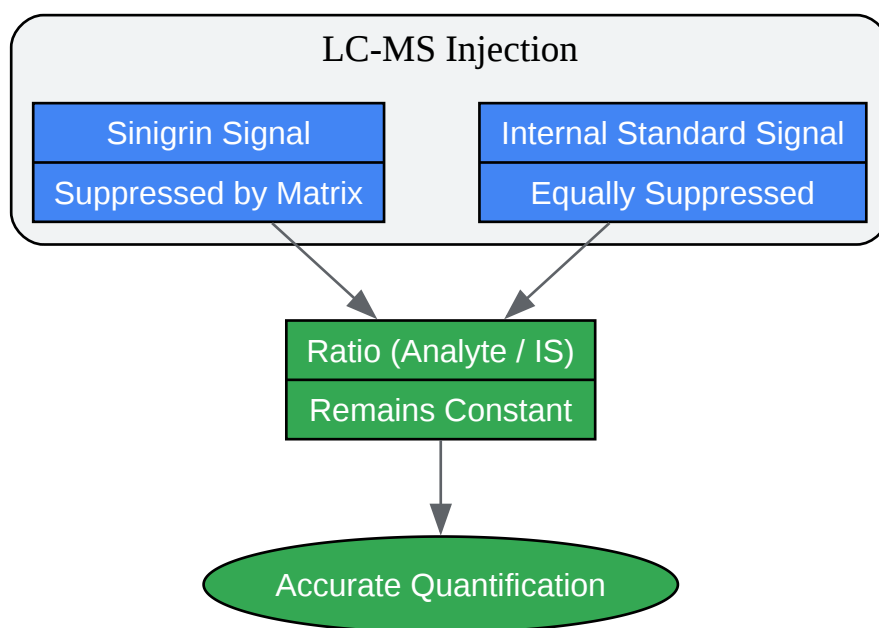 LC-MS Injection
Sinigrin Signal
Suppressed by Matrix
Internal Standard Signal
Equally Suppressed
Ratio (Analyte / IS)
Remains Constant
Accurate Quantification